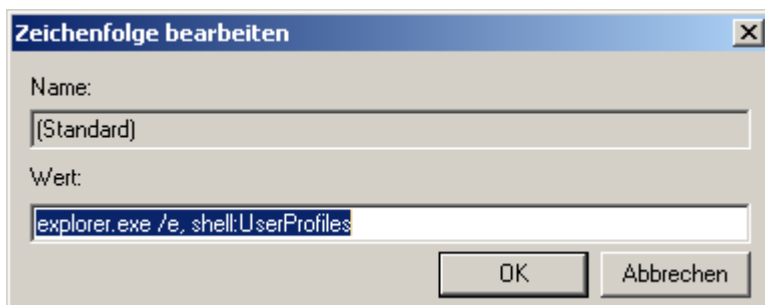 Zeichenfolge bearbeiten
Name:
(Standard)
Wert:
explorer.exe /e, shell:UserProfiles
OK Abbrechen